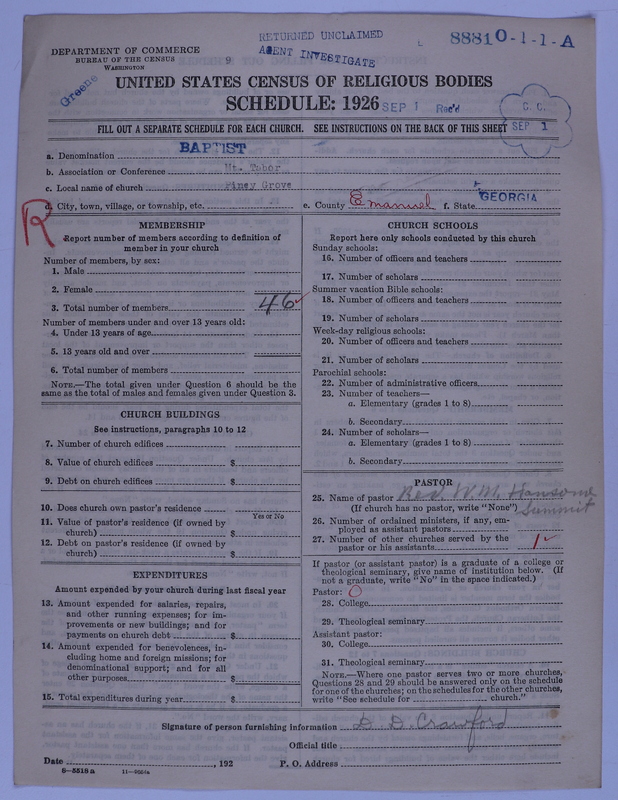 RETURNED UNCLAIMED
AGENT INVESTIGATE
88810-1-1-A
DEPARTMENT OF COMMERCE
BUREAU OF THE CENSUS
WASHINGTON
9
Greene
UNITED STATES CENSUS OF RELIGIOUS BODIES
SCHEDULE: 1926
SEP 1 Rec'd
C. C.
SEP 1
FILL OUT A SEPARATE SCHEDULE FOR EACH CHURCH. SEE INSTRUCTIONS ON THE BACK OF THIS SHEET
a. Denomination BAPTIST
b. Association or Conference Mt. Tabor
c. Local name of church Piney Grove
d. City, town, village, or township, etc. e. County Emanuel f. State GEORGIA
R
MEMBERSHIP
Report number of members according to definition of
member in your church
Number of members, by sex:
1. Male
2. Female
3. Total number of members 46
Number of members under and over 13 years old:
4. Under 13 years of age
5. 13 years old and over
6. Total number of members
NOTE.—The total given under Question 6 should be the
same as the total of males and females given under Question 3.
CHURCH BUILDINGS
See instructions, paragraphs 10 to 12
7. Number of church edifices
8. Value of church edifices $
9. Debt on church edifices $
10. Does church own pastor's residence
Yes or No
11. Value of pastor's residence (if owned by
church) $
12. Debt on pastor's residence (if owned by
church) $
EXPENDITURES
Amount expended by your church during last fiscal year
13. Amount expended for salaries, repairs,
and other running expenses; for im-
provements or new buildings; and for
payments on church debt $
14. Amount expended for benevolences, in-
cluding home and foreign missions; for
denominational support; and for all
other purposes $
15. Total expenditures during year $
CHURCH SCHOOLS
Report here only schools conducted by this church
Sunday schools:
16. Number of officers and teachers
17. Number of scholars
Summer vacation Bible schools:
18. Number of officers and teachers
19. Number of scholars
Week-day religious schools:
20. Number of officers and teachers
21. Number of scholars
Parochial schools:
22. Number of administrative officers
23. Number of teachers—
a. Elementary (grades 1 to 8)
b. Secondary
24. Number of scholars—
a. Elementary (grades 1 to 8)
b. Secondary
PASTOR
25. Name of pastor Rev. W. M. Hansome
(If church has no pastor, write "None") Summit
26. Number of ordained ministers, if any, em-
ployed as assistant pastors
27. Number of other churches served by the
pastor or his assistants 1
If pastor (or assistant pastor) is a graduate of a college or
theological seminary, give name of institution below. (If
not a graduate, write "No" in the space indicated.)
Pastor: O
28. College
29. Theological seminary
Assistant pastor:
30. College
31. Theological seminary
NOTE.—Where one pastor serves two or more churches,
Questions 28 and 29 should be answered only on the schedule
for one of the churches; on the schedules for the other churches,
write "See schedule for church."
Signature of person furnishing information D. D. Crawford
Official title
Date , 192 P. O. Address
6—5518 a